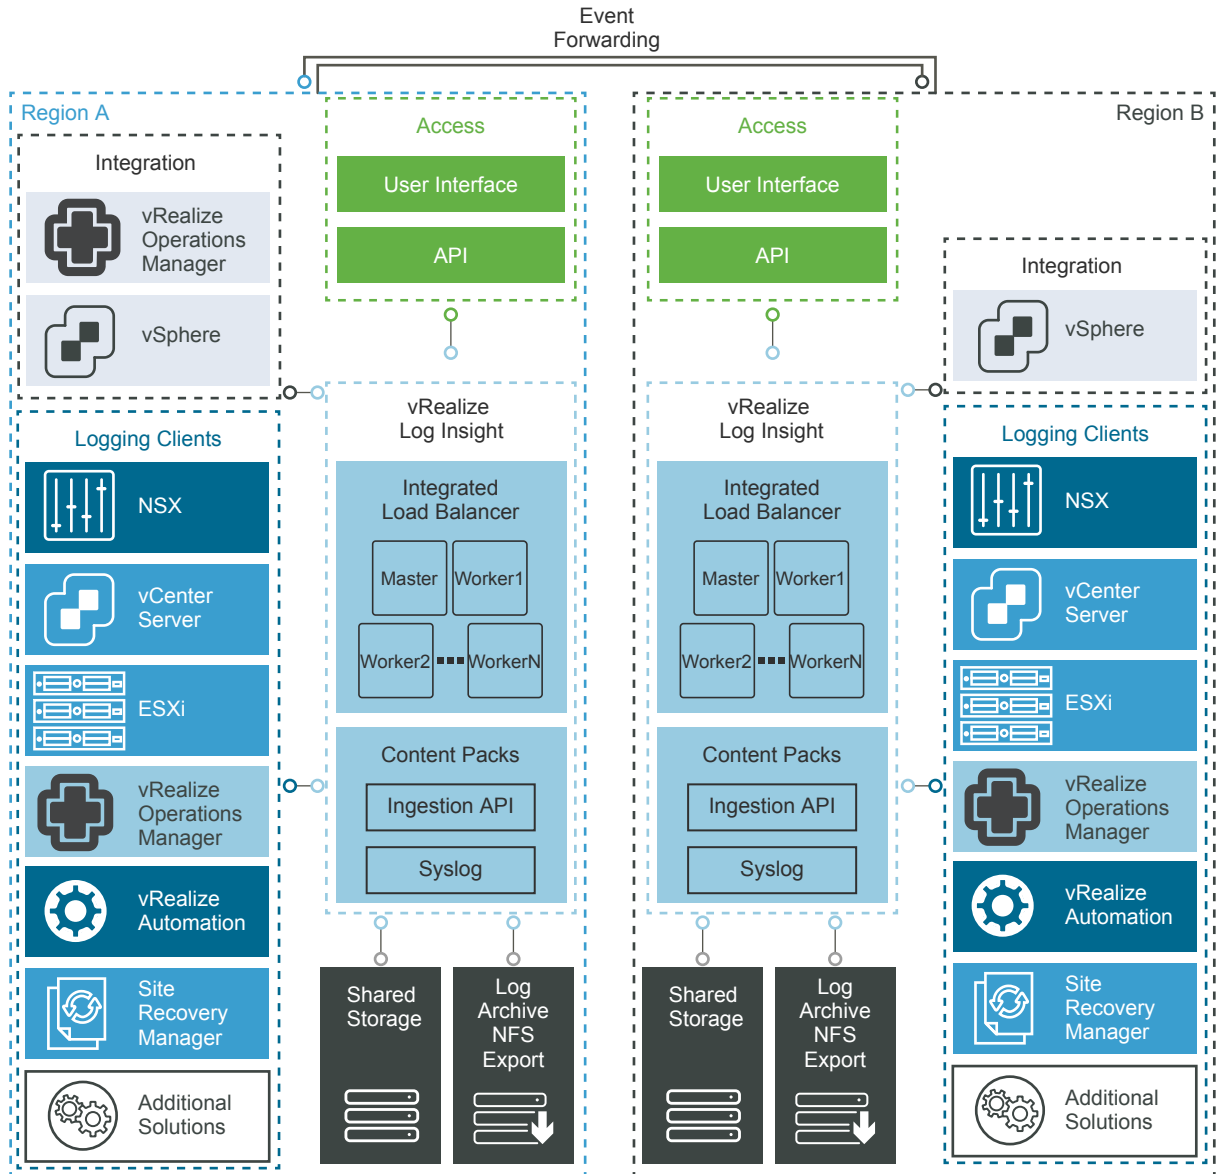 Event
Forwarding
Region A
Integration
vRealize
Operations
Manager
vSphere
Logging Clients
NSX
vCenter
Server
ESXi
vRealize
Operations
Manager
vRealize
Automation
Site
Recovery
Manager
Additional
Solutions
Access
User Interface
API
vRealize
Log Insight
Integrated
Load Balancer
Master
Worker1
Worker2
WorkerN
Content Packs
Ingestion API
Syslog
Shared
Storage
Log
Archive
NFS
Export
Region B
Access
User Interface
API
vRealize
Log Insight
Integrated
Load Balancer
Master
Worker1
Worker2
WorkerN
Content Packs
Ingestion API
Syslog
Shared
Storage
Log
Archive
NFS
Export
Integration
vSphere
Logging Clients
NSX
vCenter
Server
ESXi
vRealize
Operations
Manager
vRealize
Automation
Site
Recovery
Manager
Additional
Solutions